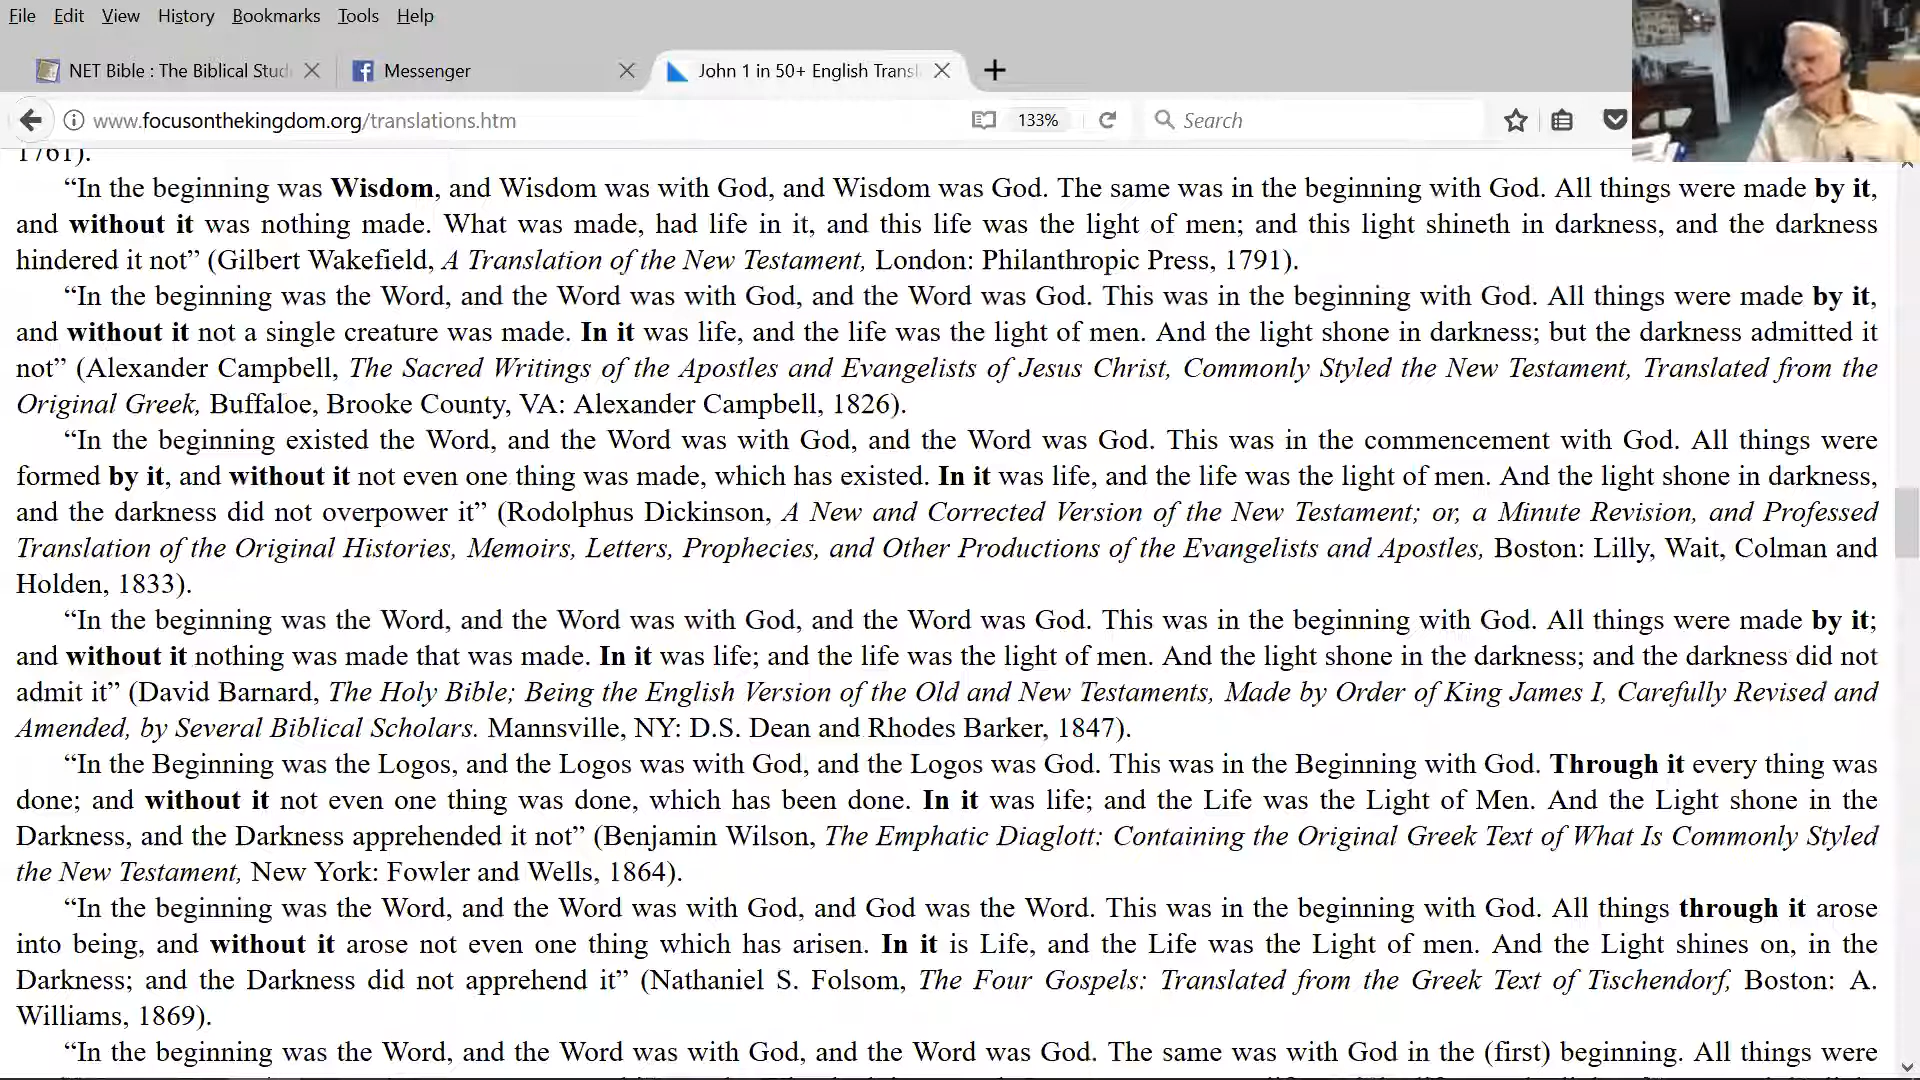 File Edit View History Bookmarks Tools Help
NET Bible : The Biblical Stud
Messenger
John 1 in 50+ English Transl
www.focusonthekingdom.org/translations.htm
133%
Search
1761).
“In the beginning was Wisdom, and Wisdom was with God, and Wisdom was God. The same was in the beginning with God. All things were made by it,
and without it was nothing made. What was made, had life in it, and this life was the light of men; and this light shineth in darkness, and the darkness
hindered it not” (Gilbert Wakefield, A Translation of the New Testament, London: Philanthropic Press, 1791).
“In the beginning was the Word, and the Word was with God, and the Word was God. This was in the beginning with God. All things were made by it,
and without it not a single creature was made. In it was life, and the life was the light of men. And the light shone in darkness; but the darkness admitted it
not” (Alexander Campbell, The Sacred Writings of the Apostles and Evangelists of Jesus Christ, Commonly Styled the New Testament, Translated from the
Original Greek, Buffaloe, Brooke County, VA: Alexander Campbell, 1826).
“In the beginning existed the Word, and the Word was with God, and the Word was God. This was in the commencement with God. All things were
formed by it, and without it not even one thing was made, which has existed. In it was life, and the life was the light of men. And the light shone in darkness,
and the darkness did not overpower it” (Rodolphus Dickinson, A New and Corrected Version of the New Testament; or, a Minute Revision, and Professed
Translation of the Original Histories, Memoirs, Letters, Prophecies, and Other Productions of the Evangelists and Apostles, Boston: Lilly, Wait, Colman and
Holden, 1833).
“In the beginning was the Word, and the Word was with God, and the Word was God. This was in the beginning with God. All things were made by it;
and without it nothing was made that was made. In it was life; and the life was the light of men. And the light shone in the darkness; and the darkness did not
admit it” (David Barnard, The Holy Bible; Being the English Version of the Old and New Testaments, Made by Order of King James I, Carefully Revised and
Amended, by Several Biblical Scholars. Mannsville, NY: D.S. Dean and Rhodes Barker, 1847).
“In the Beginning was the Logos, and the Logos was with God, and the Logos was God. This was in the Beginning with God. Through it every thing was
done; and without it not even one thing was done, which has been done. In it was life; and the Life was the Light of Men. And the Light shone in the
Darkness, and the Darkness apprehended it not” (Benjamin Wilson, The Emphatic Diaglott: Containing the Original Greek Text of What Is Commonly Styled
the New Testament, New York: Fowler and Wells, 1864).
“In the beginning was the Word, and the Word was with God, and God was the Word. This was in the beginning with God. All things through it arose
into being, and without it arose not even one thing which has arisen. In it is Life, and the Life was the Light of men. And the Light shines on, in the
Darkness; and the Darkness did not apprehend it” (Nathaniel S. Folsom, The Four Gospels: Translated from the Greek Text of Tischendorf, Boston: A.
Williams, 1869).
“In the beginning was the Word, and the Word was with God, and the Word was God. The same was with God in the (first) beginning. All things were